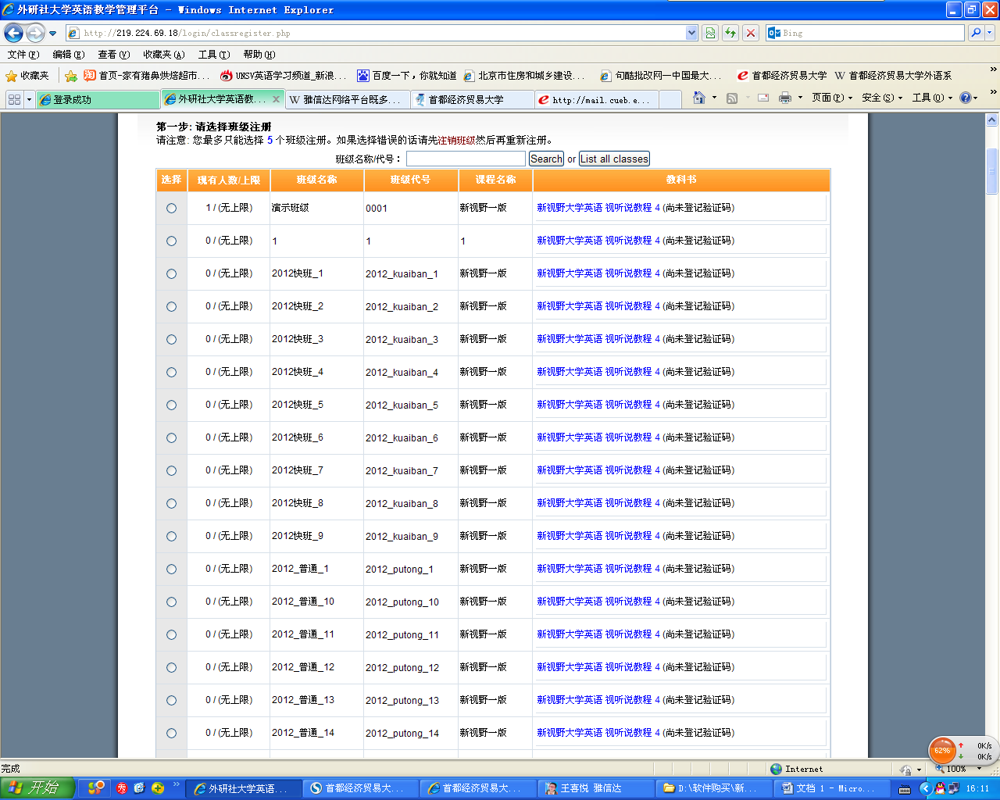 外研社大学英语教学管理平台 - Windows Internet Explorer
http://219.224.69.18/login/classregister.php
Bing
文件(F) 编辑(E) 查看(V) 收藏夹(A) 工具(T) 帮助(H)
收藏夹 淘 首页-家有猪鼻烘焙超市... UNSV英语学习频道_新浪... 百度一下，你就知道 北京市住房和城乡建设... 句酷批改网—中国最大... 首都经济贸易大学 W 首都经济贸易大学外语系 »
登录成功 外研社大学英语教... W 雅信达网络平台既多... 首都经济贸易大学 http://mail.cueb.e... 页面(P) 安全(S) 工具(O) »
第一步: 请选择班级注册
请注意: 您最多只能选择 5 个班级注册。如果选择错误的话请先注销班级然后再重新注册。
班级名称/代号： Search or List all classes
选择 现有人数/上限 班级名称 班级代号 课程名称 教科书
1 / (无上限) 演示班级 0001 新视野一版 新视野大学英语 视听说教程 4 (尚未登记验证码)
0 / (无上限) 1 1 1 新视野大学英语 视听说教程 4 (尚未登记验证码)
0 / (无上限) 2012快班_1 2012_kuaiban_1 新视野一版 新视野大学英语 视听说教程 4 (尚未登记验证码)
0 / (无上限) 2012快班_2 2012_kuaiban_2 新视野一版 新视野大学英语 视听说教程 4 (尚未登记验证码)
0 / (无上限) 2012快班_3 2012_kuaiban_3 新视野一版 新视野大学英语 视听说教程 4 (尚未登记验证码)
0 / (无上限) 2012快班_4 2012_kuaiban_4 新视野一版 新视野大学英语 视听说教程 4 (尚未登记验证码)
0 / (无上限) 2012快班_5 2012_kuaiban_5 新视野一版 新视野大学英语 视听说教程 4 (尚未登记验证码)
0 / (无上限) 2012快班_6 2012_kuaiban_6 新视野一版 新视野大学英语 视听说教程 4 (尚未登记验证码)
0 / (无上限) 2012快班_7 2012_kuaiban_7 新视野一版 新视野大学英语 视听说教程 4 (尚未登记验证码)
0 / (无上限) 2012快班_8 2012_kuaiban_8 新视野一版 新视野大学英语 视听说教程 4 (尚未登记验证码)
0 / (无上限) 2012快班_9 2012_kuaiban_9 新视野一版 新视野大学英语 视听说教程 4 (尚未登记验证码)
0 / (无上限) 2012_普通_1 2012_putong_1 新视野一版 新视野大学英语 视听说教程 4 (尚未登记验证码)
0 / (无上限) 2012_普通_10 2012_putong_10 新视野一版 新视野大学英语 视听说教程 4 (尚未登记验证码)
0 / (无上限) 2012_普通_11 2012_putong_11 新视野一版 新视野大学英语 视听说教程 4 (尚未登记验证码)
0 / (无上限) 2012_普通_12 2012_putong_12 新视野一版 新视野大学英语 视听说教程 4 (尚未登记验证码)
0 / (无上限) 2012_普通_13 2012_putong_13 新视野一版 新视野大学英语 视听说教程 4 (尚未登记验证码)
0 / (无上限) 2012_普通_14 2012_putong_14 新视野一版 新视野大学英语 视听说教程 4 (尚未登记验证码)
62% 0K/s
0K/s
完成 Internet 100%
开始 » 外研社大学英语... 首都经济贸易大... 首都经济贸易大... 王喜悦 雅信达 D:\软件购买\新... 文档 1 - Micro... 16:11